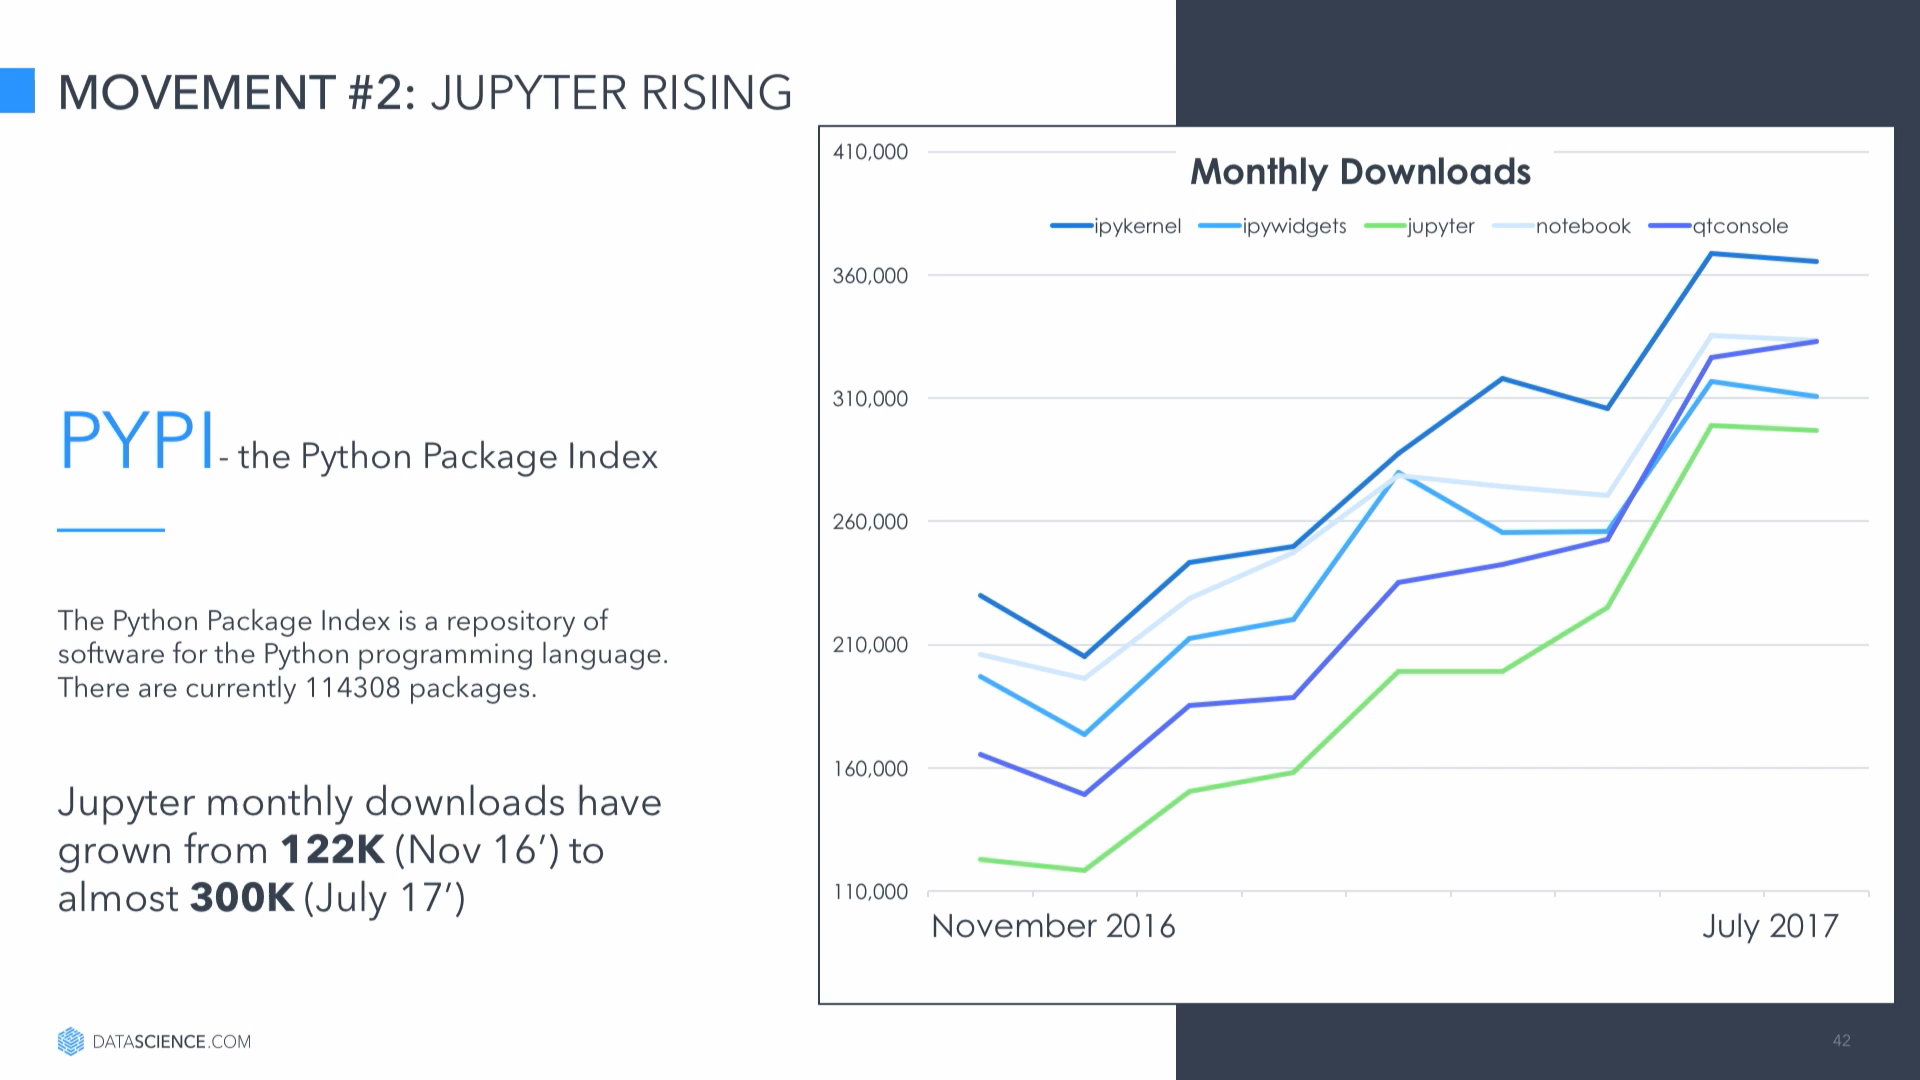 MOVEMENT #2: JUPYTER RISING
PYPI - the Python Package Index
The Python Package Index is a repository of
software for the Python programming language.
There are currently 114308 packages.
Jupyter monthly downloads have
grown from 122K (Nov 16’) to
almost 300K (July 17’)
Monthly Downloads
ipykernel ipywidgets jupyter notebook qtconsole
410,000
360,000
310,000
260,000
210,000
160,000
110,000
November 2016 July 2017
DATASCIENCE.COM
42